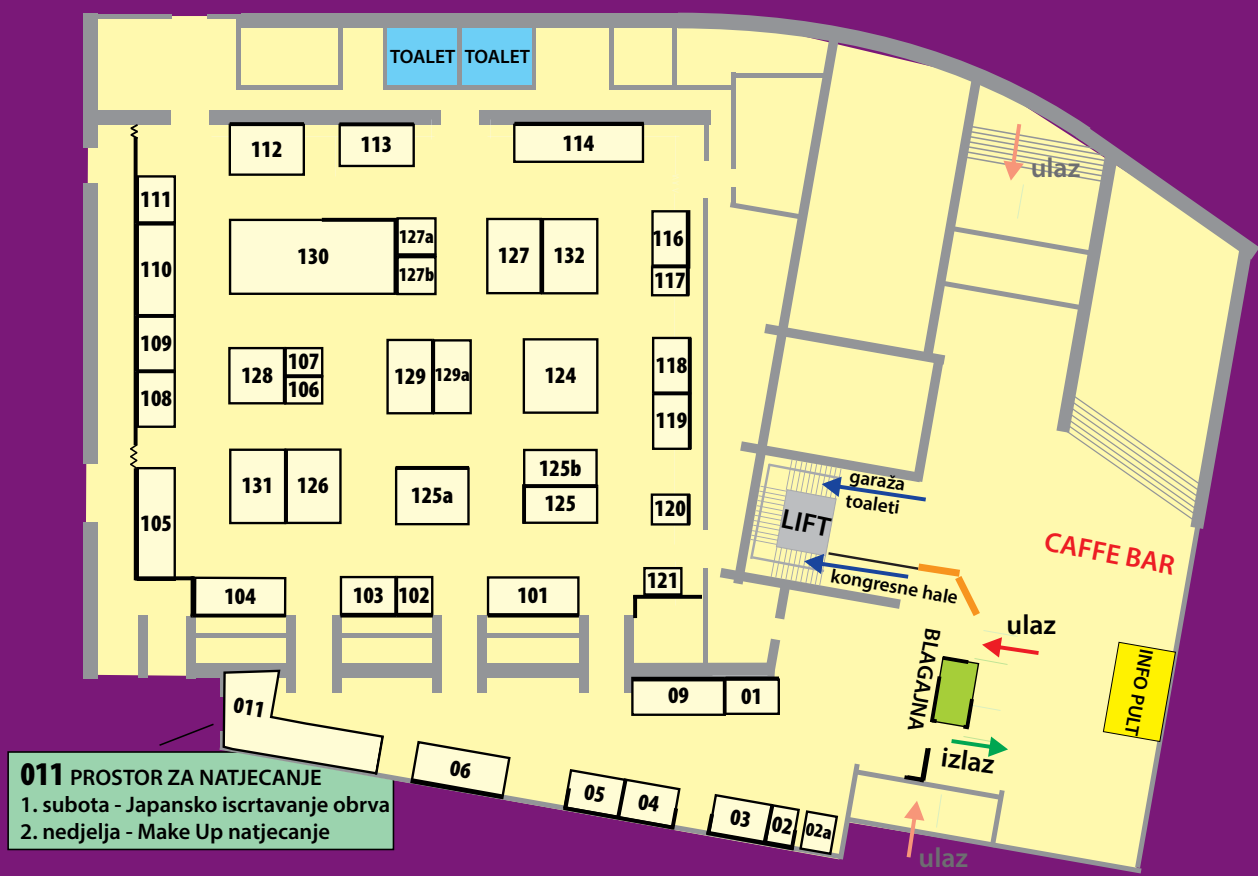 TOALET TOALET
112
113
114
ulaz
111
110
109
108
105
130
127a
127b
127
132
116
117
128
107
106
129
129a
124
118
119
131
126
125a
125b
125
120
garaža
toaleti
LIFT
kongresne hale
CAFFE BAR
104
103
102
101
121
ulaz
BLAGAJNA
INFO PULT
izlaz
09
01
011
06
05
04
03
02
02a
ulaz
011 PROSTOR ZA NATJECANJE
1. subota - Japansko iscrtavanje obrva
2. nedjelja - Make Up natjecanje